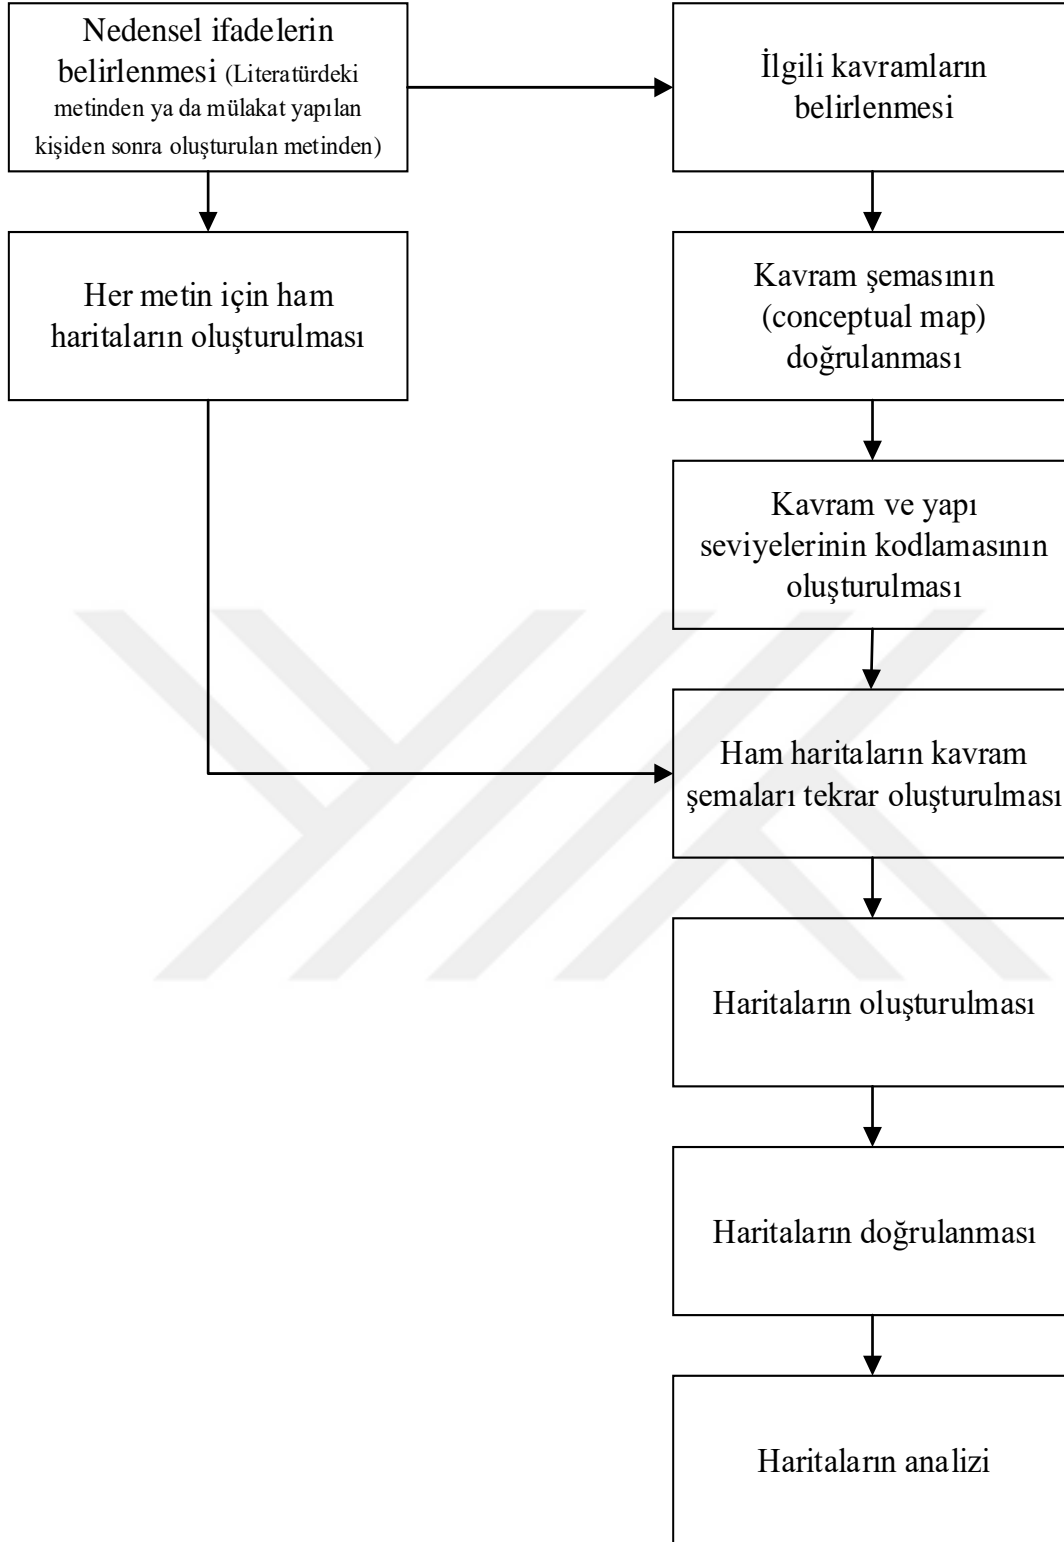 Nedensel ifadelerin
belirlenmesi (Literatürdeki
metinden ya da mülakat yapılan
kişiden sonra oluşturulan metinden)
İlgili kavramların
belirlenmesi
Her metin için ham
haritaların oluşturulması
Kavram şemasının
(conceptual map)
doğrulanması
Kavram ve yapı
seviyelerinin kodlamasının
oluşturulması
Ham haritaların kavram
şemaları tekrar oluşturulması
Haritaların oluşturulması
Haritaların doğrulanması
Haritaların analizi